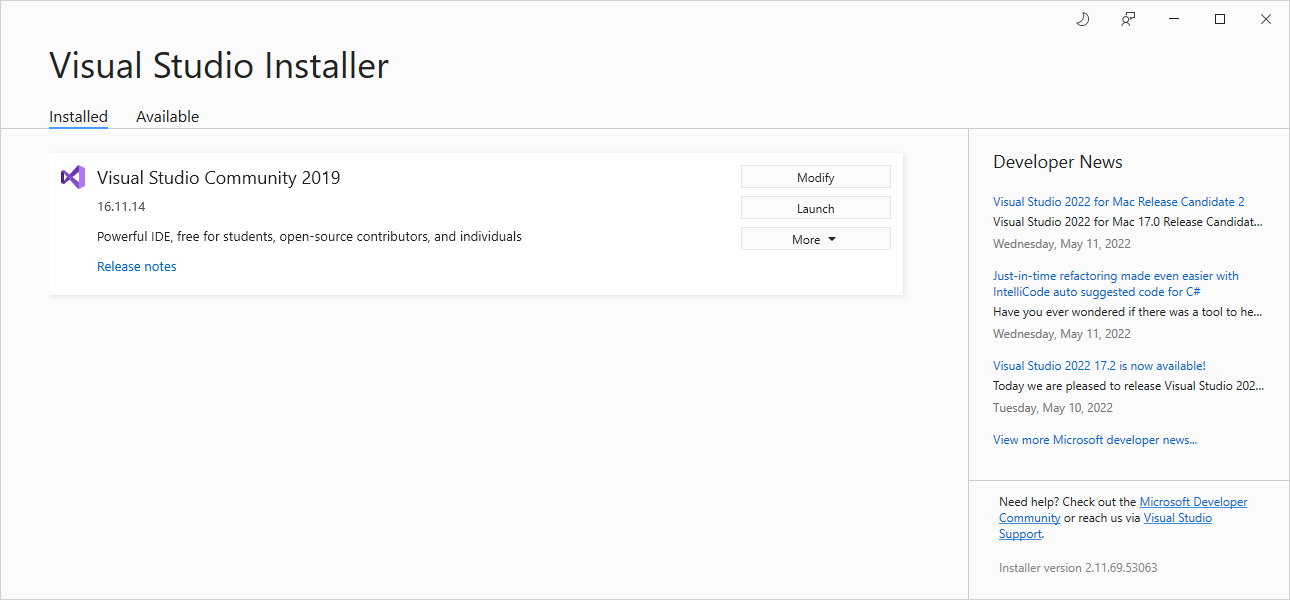 Visual Studio Installer
Installed
Available
Visual Studio Community 2019
16.11.14
Powerful IDE, free for students, open-source contributors, and individuals
Release notes
Modify
Launch
More
Developer News
Visual Studio 2022 for Mac Release Candidate 2
Visual Studio 2022 for Mac 17.0 Release Candidat...
Wednesday, May 11, 2022
Just-in-time refactoring made even easier with
IntelliCode auto suggested code for C#
Have you ever wondered if there was a tool to he...
Wednesday, May 11, 2022
Visual Studio 2022 17.2 is now available!
Today we are pleased to release Visual Studio 202...
Tuesday, May 10, 2022
View more Microsoft developer news...
Need help? Check out the Microsoft Developer
Community or reach us via Visual Studio
Support.
Installer version 2.11.69.53063